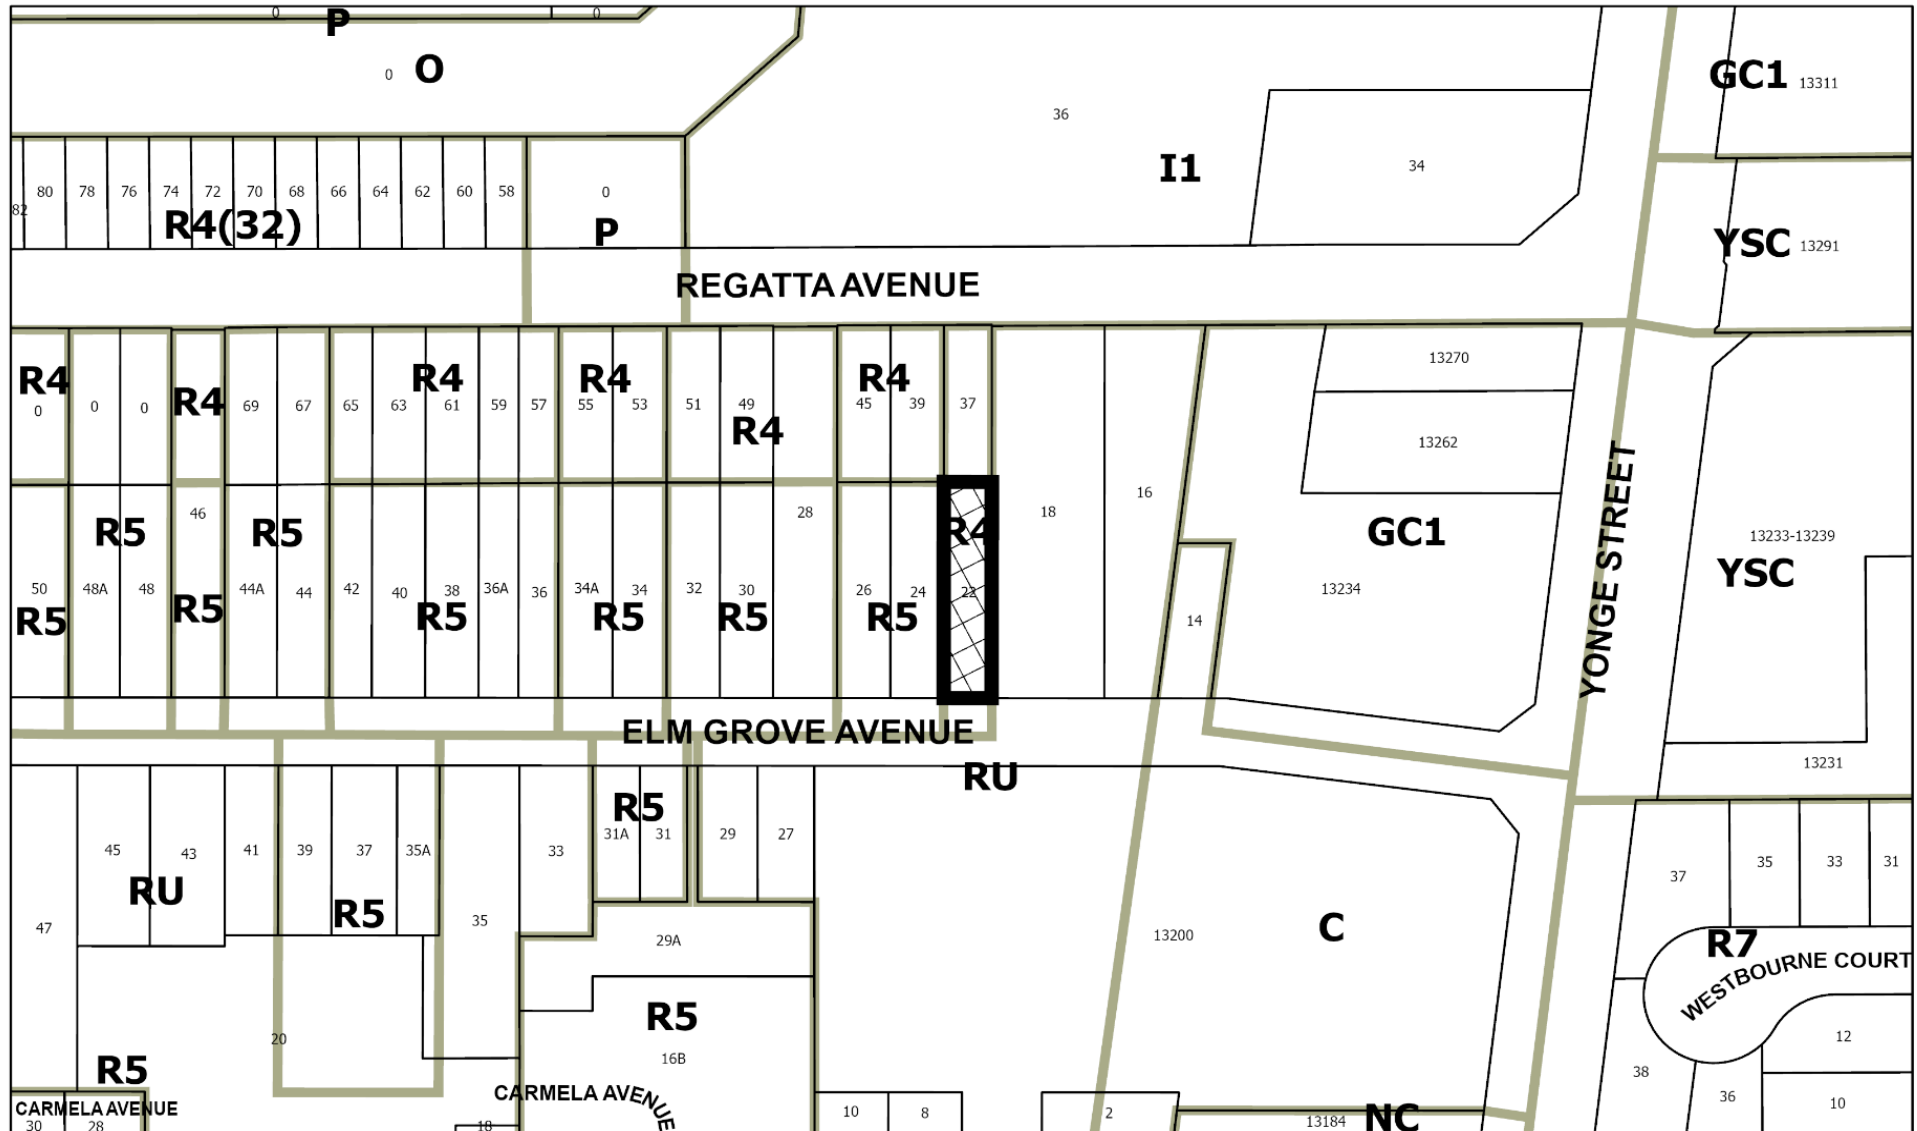 0 P 0
0 O
GC1 13311
36
I1
34
82 80 78 76 74 72 70 68 66 64 62 60 58 0
R4(32) P
YSC 13291
REGATTA AVENUE
R4 R4 R4 R4 R4 R4
0 0 0 69 67 65 63 61 59 57 55 53 51 49 45 39 37
13270
13262
46 28 18 16
R5 R5 R4 GC1
13233-13239
YSC
50 48A 48 44A 44 42 40 38 36A 36 34A 34 32 30 26 24 22 13234
R5 R5 R5 R5 R5 R5 14
YONGE STREET
ELM GROVE AVENUE
RU
13231
R5
45 43 41 39 37 35A 33 31A 31 29 27
37 35 33 31
RU R5
47 35 29A 13200 C
R7
WESTBOURNE COURT
R5
20 16B
12
R5
38 36 10
CARMELA AVENUE CARMELA AVENUE
30 28 18 10 8 2 13184 NC